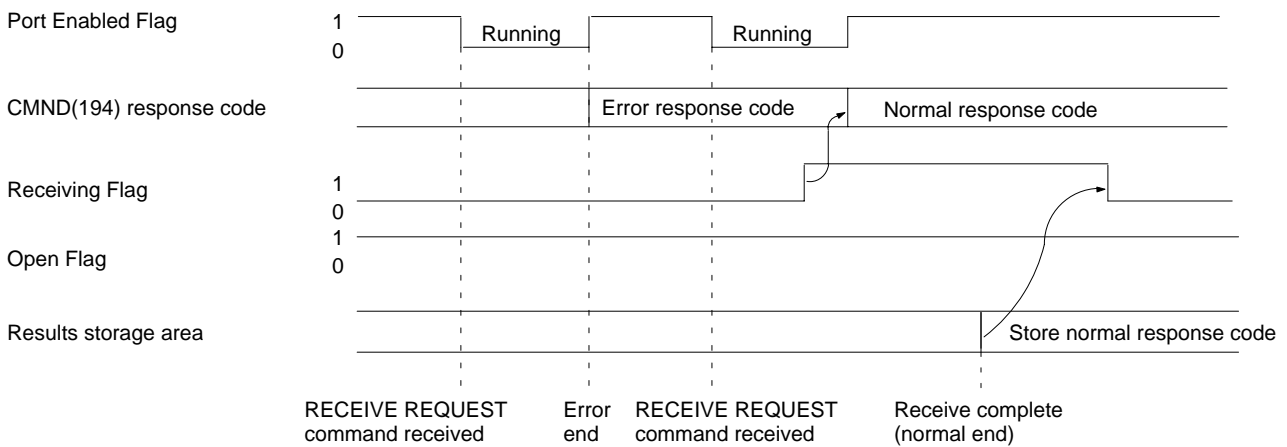 Port Enabled Flag
1
0
Running
Running
CMND(194) response code
Error response code
Normal response code
Receiving Flag
1
0
Open Flag
1
0
Results storage area
Store normal response code
RECEIVE REQUEST
command received
Error
end
RECEIVE REQUEST
command received
Receive complete
(normal end)